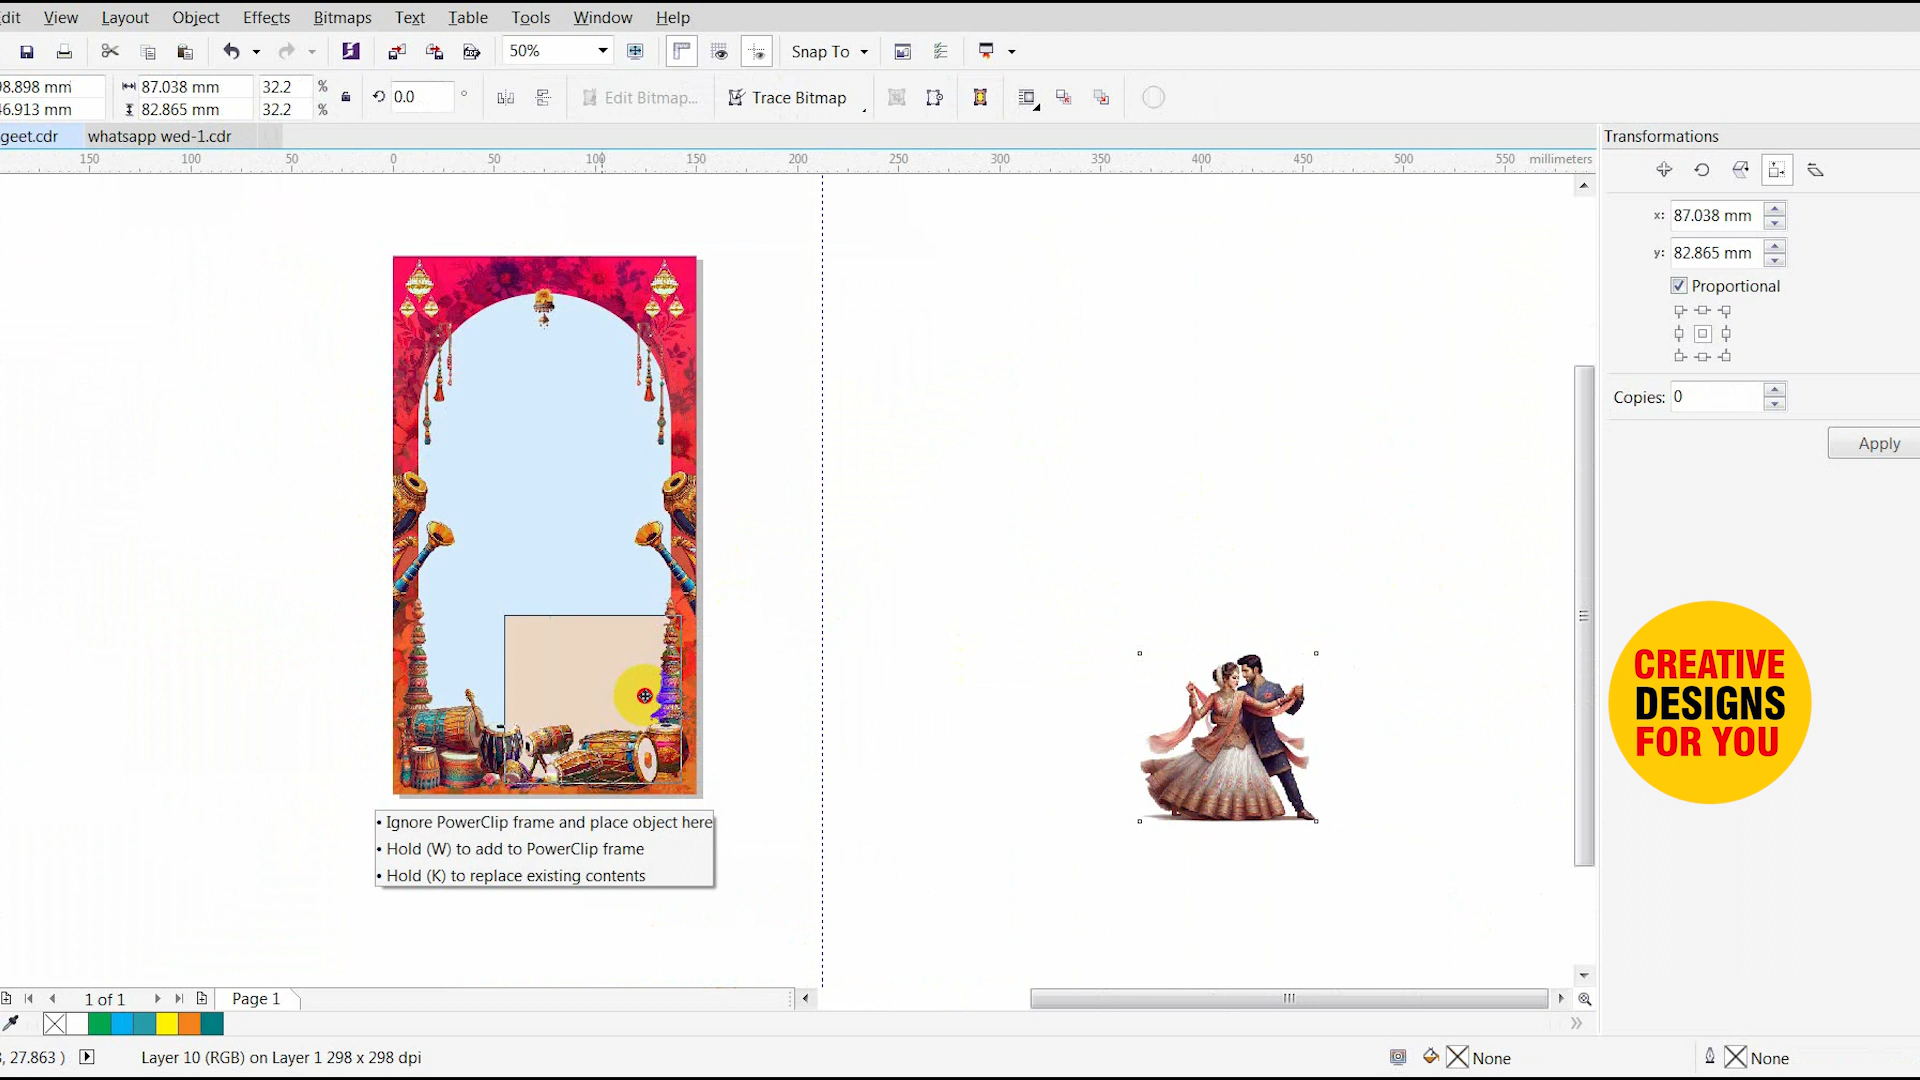 dit View Layout Object Effects Bitmaps Text Table Tools Window Help
50% Snap To
98.898 mm 87.038 mm 32.2 % 0.0 ° Edit Bitmap... Trace Bitmap
46.913 mm 82.865 mm 32.2 %
geet.cdr whatsapp wed-1.cdr
150 100 50 0 50 100 150 200 250 300 350 400 450 500 550 millimeters
Transformations
x: 87.038 mm
y: 82.865 mm
Proportional
Copies: 0
Apply
CREATIVE
DESIGNS
FOR YOU
• Ignore PowerClip frame and place object here
• Hold (W) to add to PowerClip frame
• Hold (K) to replace existing contents
1 of 1 Page 1
, 27.863 ) Layer 10 (RGB) on Layer 1 298 x 298 dpi None None